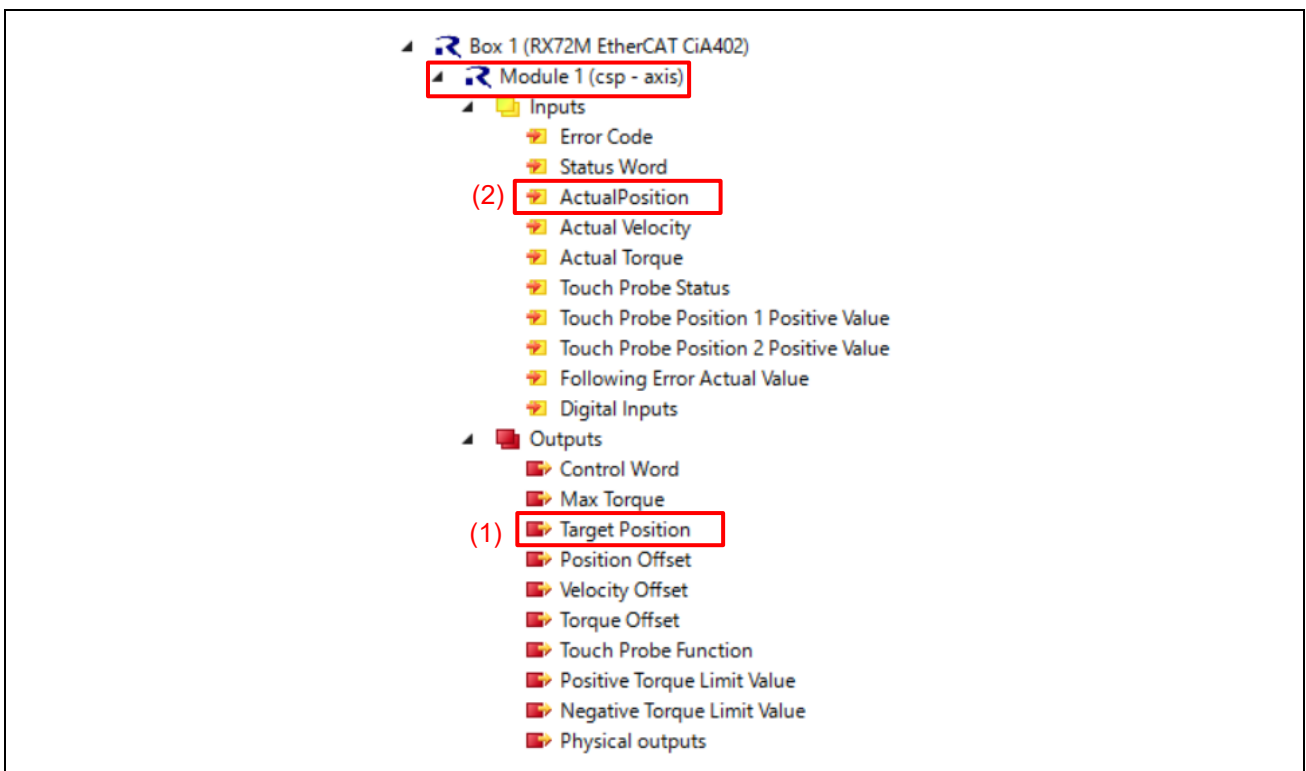 Box 1 (RX72M EtherCAT CiA402)
Module 1 (csp - axis)
Inputs
Error Code
Status Word
(2) ActualPosition
Actual Velocity
Actual Torque
Touch Probe Status
Touch Probe Position 1 Positive Value
Touch Probe Position 2 Positive Value
Following Error Actual Value
Digital Inputs
Outputs
Control Word
Max Torque
(1) Target Position
Position Offset
Velocity Offset
Torque Offset
Touch Probe Function
Positive Torque Limit Value
Negative Torque Limit Value
Physical outputs